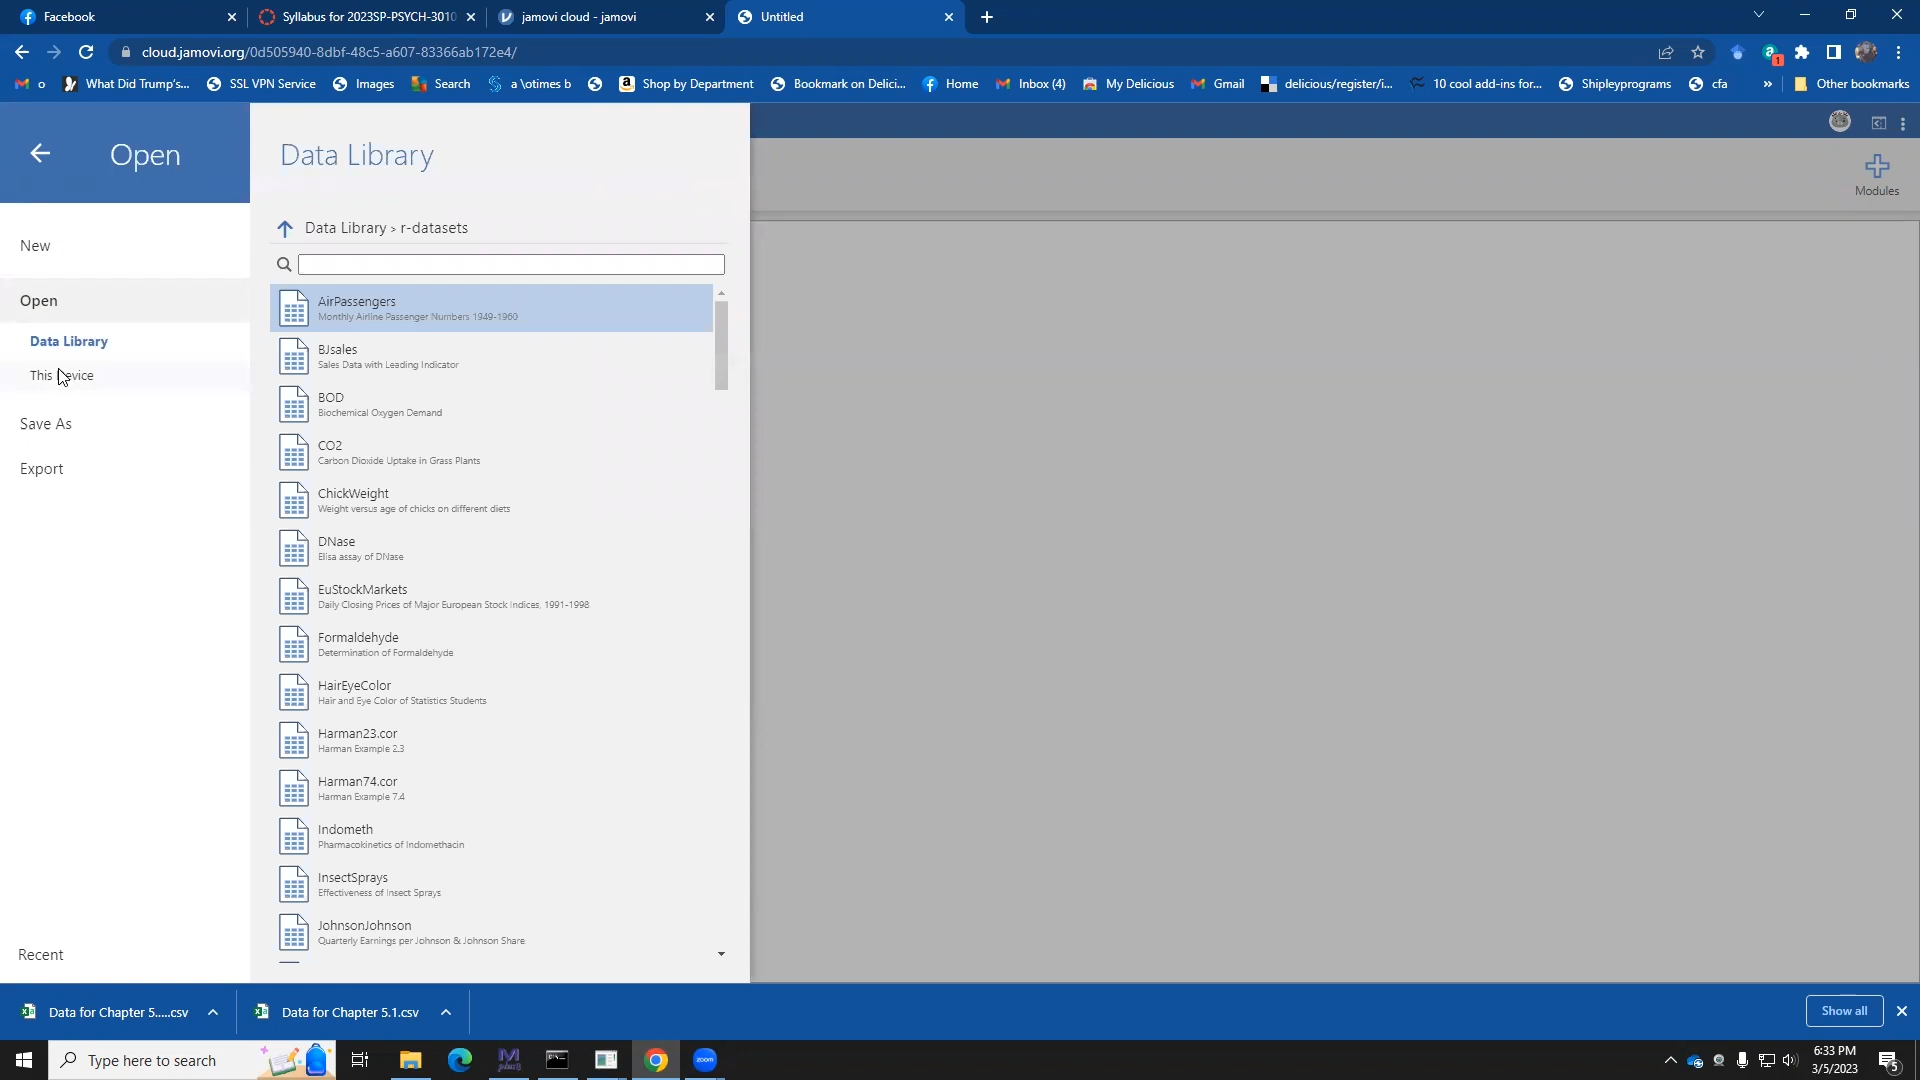 Facebook
Syllabus for 2023SP-PSYCH-3010
jamovi cloud - jamovi
Untitled
cloud.jamovi.org/0d505940-8dbf-48c5-a607-83366ab172e4/
1
o
What Did Trump's...
SSL VPN Service
Images
Search
a \otimes b
Shop by Department
Bookmark on Delici...
Home
Inbox (4)
My Delicious
Gmail
delicious/register/i...
10 cool add-ins for...
Shipleyprograms
cfa
»
Other bookmarks
Open
Data Library
Modules
New
Data Library › r-datasets
Open
Data Library
This Device
Save As
Export
AirPassengers
Monthly Airline Passenger Numbers 1949-1960
BJsales
Sales Data with Leading Indicator
BOD
Biochemical Oxygen Demand
CO2
Carbon Dioxide Uptake in Grass Plants
ChickWeight
Weight versus age of chicks on different diets
DNase
Elisa assay of DNase
EuStockMarkets
Daily Closing Prices of Major European Stock Indices, 1991-1998
Formaldehyde
Determination of Formaldehyde
HairEyeColor
Hair and Eye Color of Statistics Students
Harman23.cor
Harman Example 2.3
Harman74.cor
Harman Example 7.4
Indometh
Pharmacokinetics of Indomethacin
InsectSprays
Effectiveness of Insect Sprays
JohnsonJohnson
Quarterly Earnings per Johnson & Johnson Share
Recent
Data for Chapter 5.....csv
Data for Chapter 5.1.csv
Show all
Type here to search
zoom
6:33 PM
3/5/2023
5